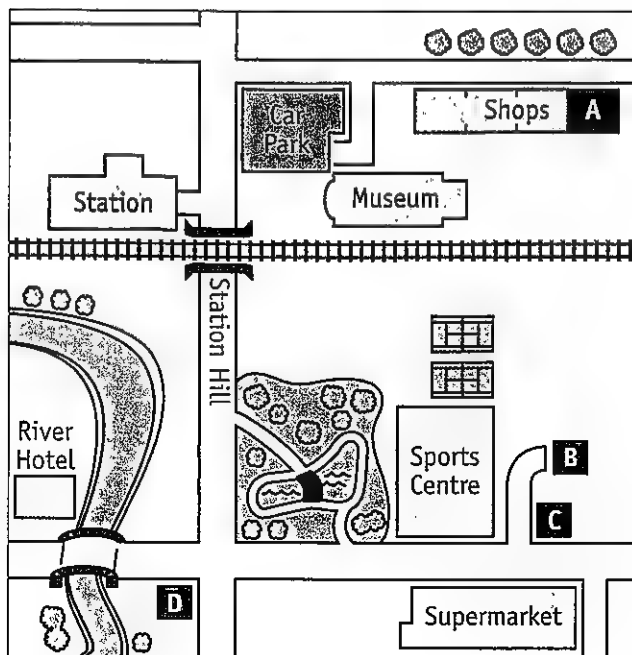 Shops
A
Car
Park
Station
Museum
Station Hill
River
Hotel
Sports
Centre
B
C
D
Supermarket